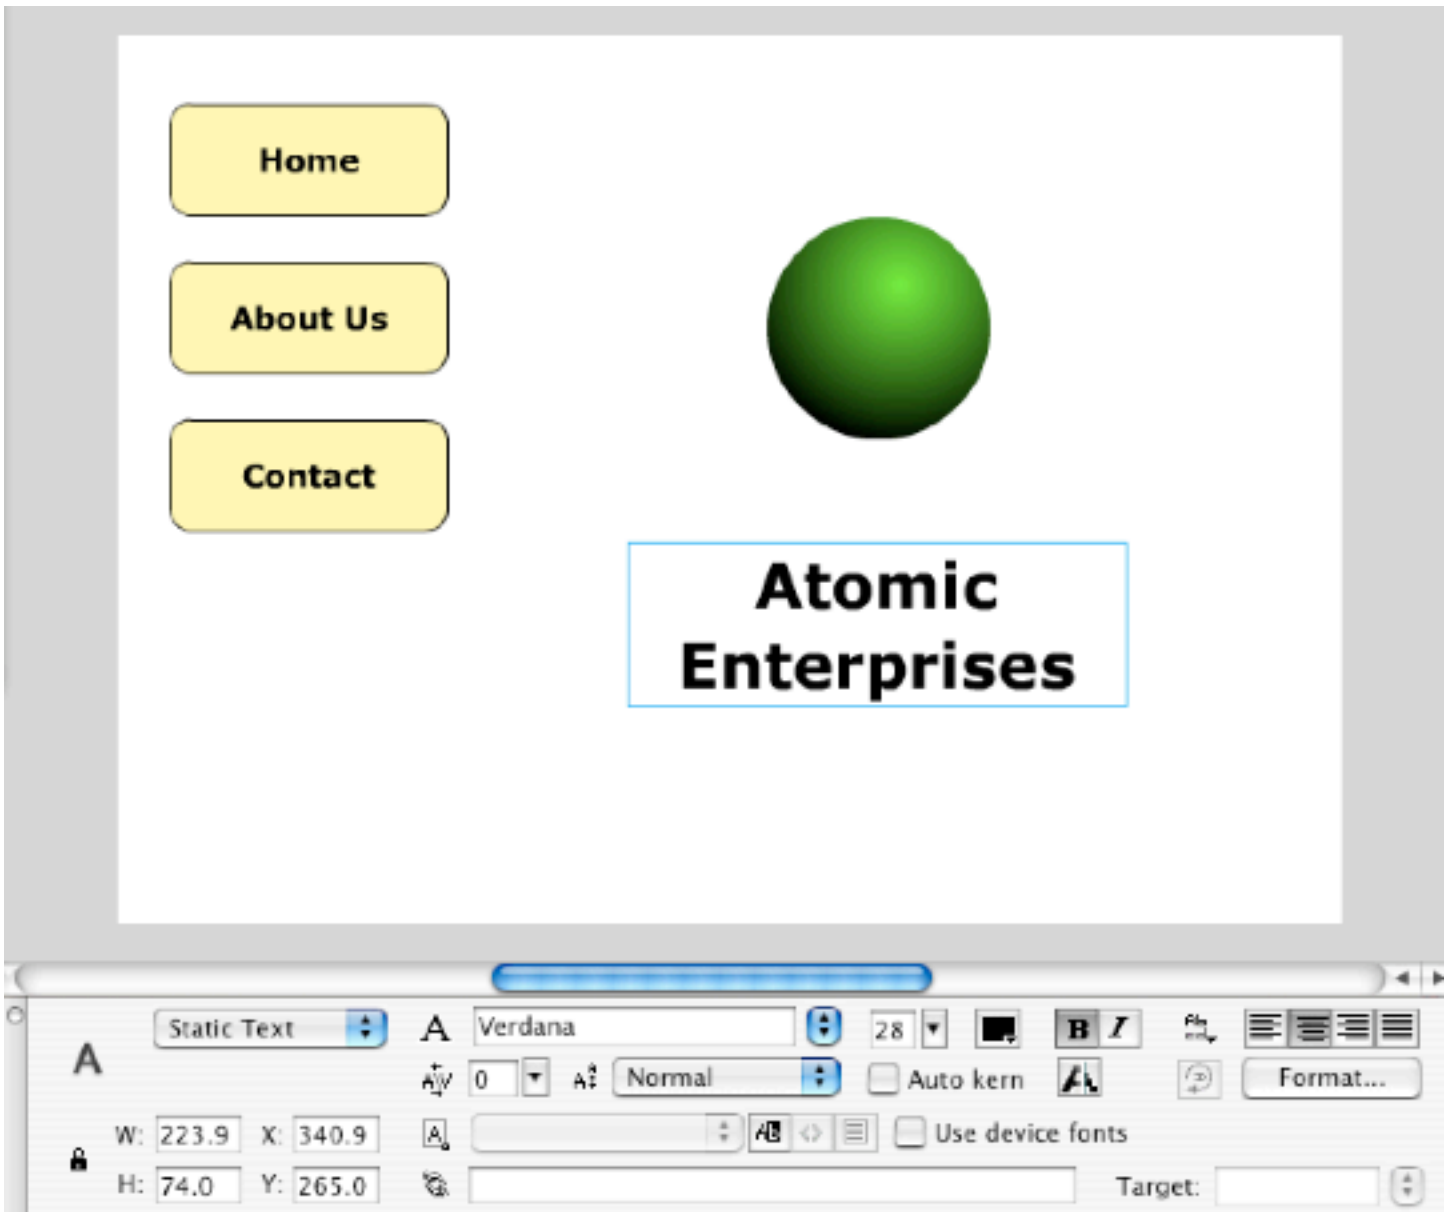 Home
About Us
Contact
Atomic
Enterprises
Static Text
A Verdana
28
B I
A
A|V 0
Normal
Auto kern
Format...
W: 223.9 X: 340.9
Use device fonts
H: 74.0 Y: 265.0
Target: